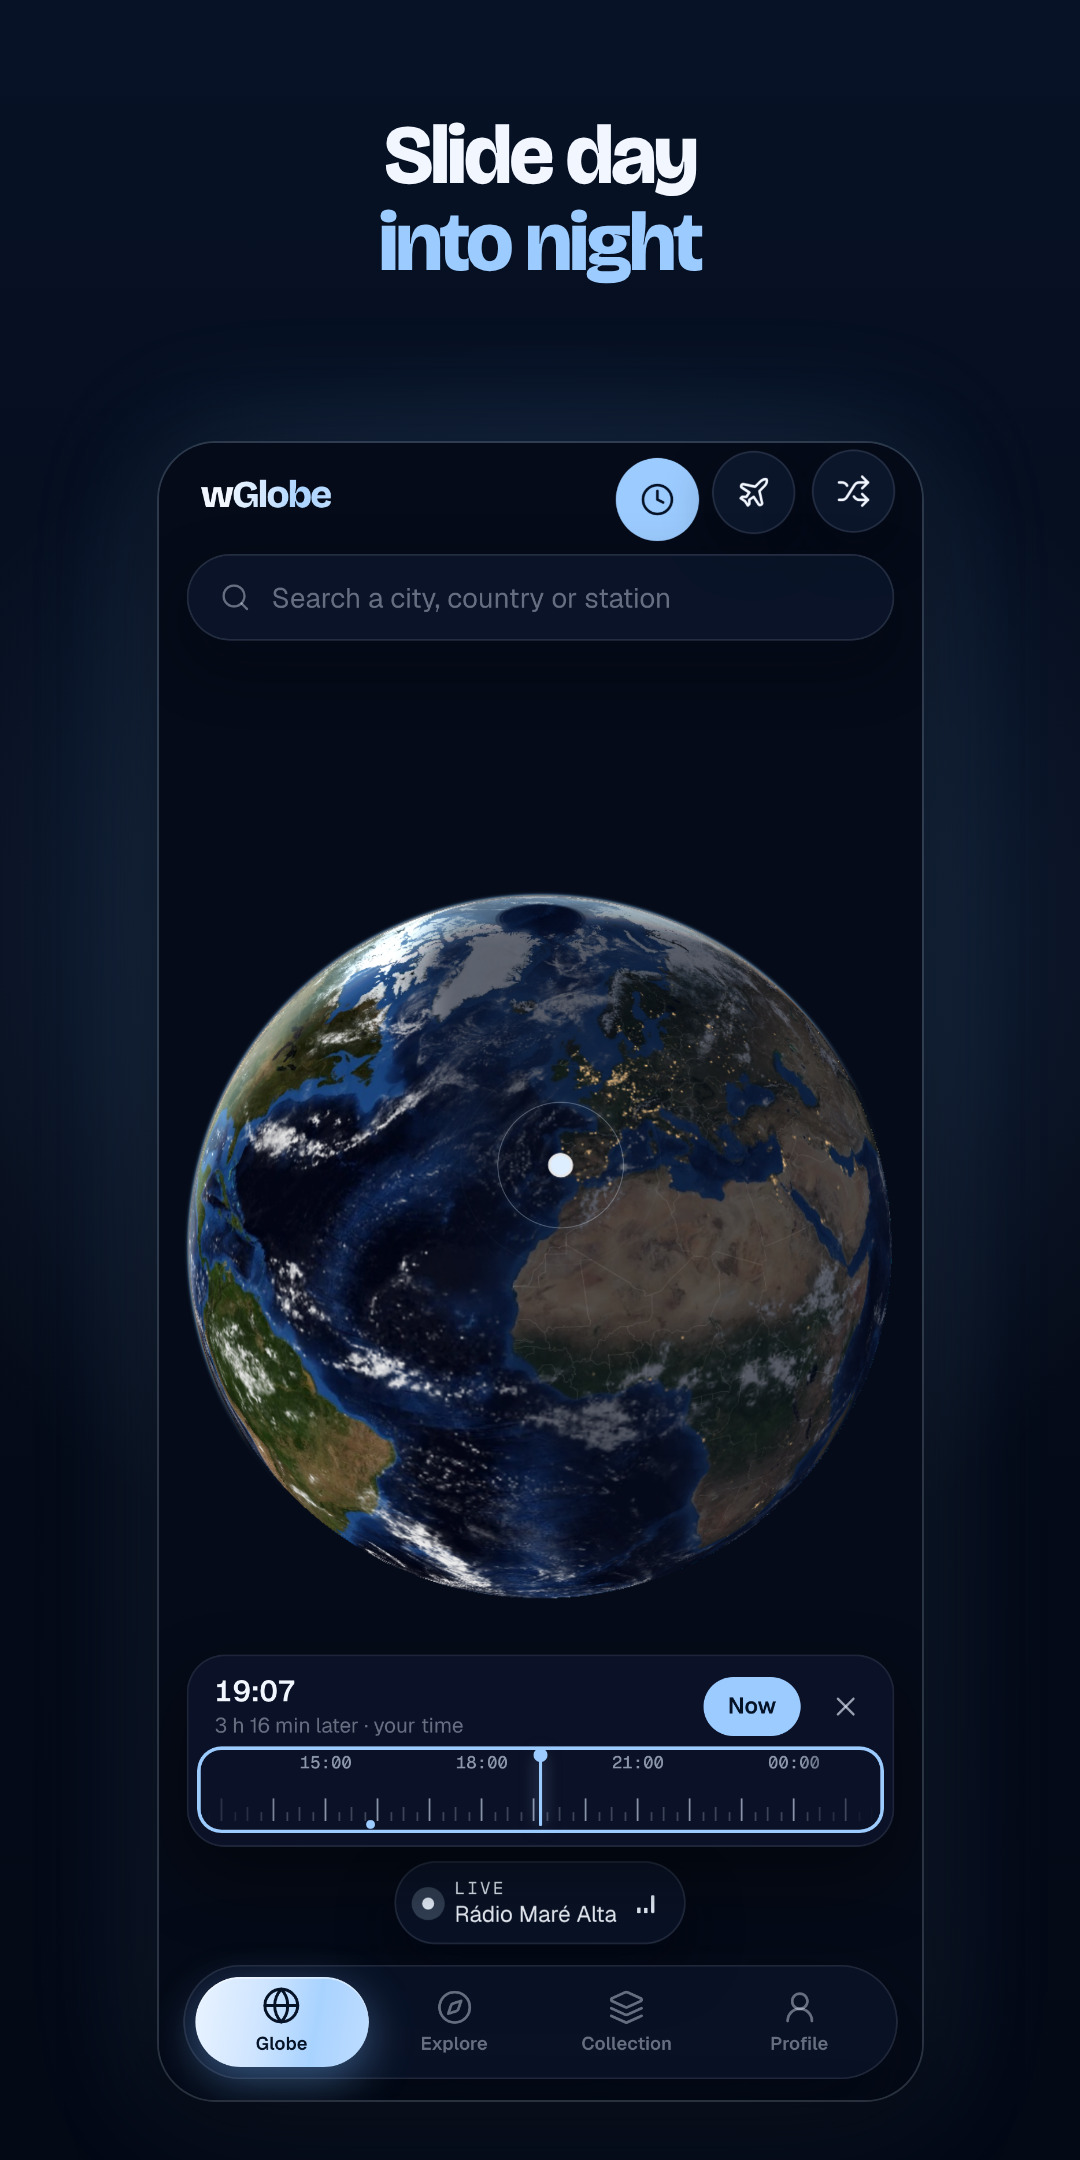 Slide day
into night
wGlobe
Search a city, country or station
19:07
3 h 16 min later · your time
Now
15:00 18:00 21:00 00:00
LIVE
Rádio Maré Alta
Globe Explore Collection Profile